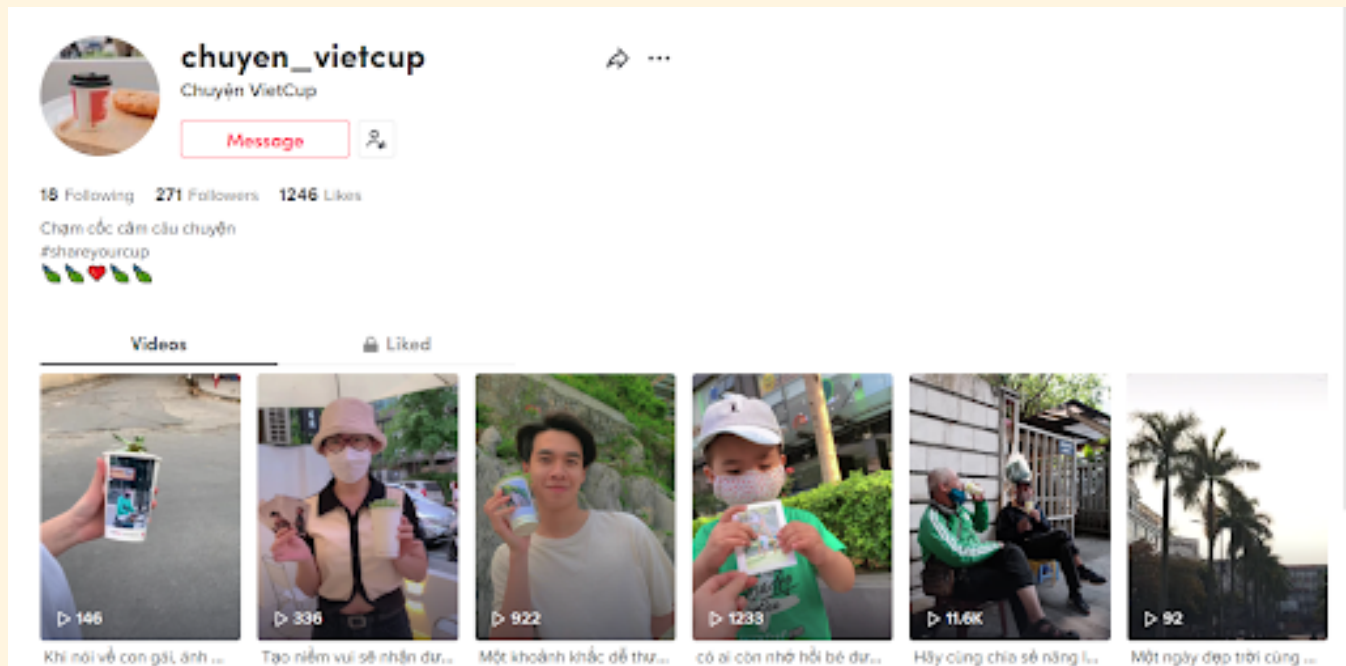 chuyen_vietcup
Chuyện VietCup
Message
18 Following 271 Followers 1246 Likes
Chạm cốc cầm câu chuyện
#shareyourcup
Videos Liked
146
336
922
1233
11.6K
92
Khi nói về con gái, ánh ...
Tạo niềm vui sẽ nhận đư...
Một khoảnh khắc dễ thư...
có ai còn nhớ hồi bé đư...
Hãy cùng chia sẻ năng l...
Một ngày đẹp trời cùng ...